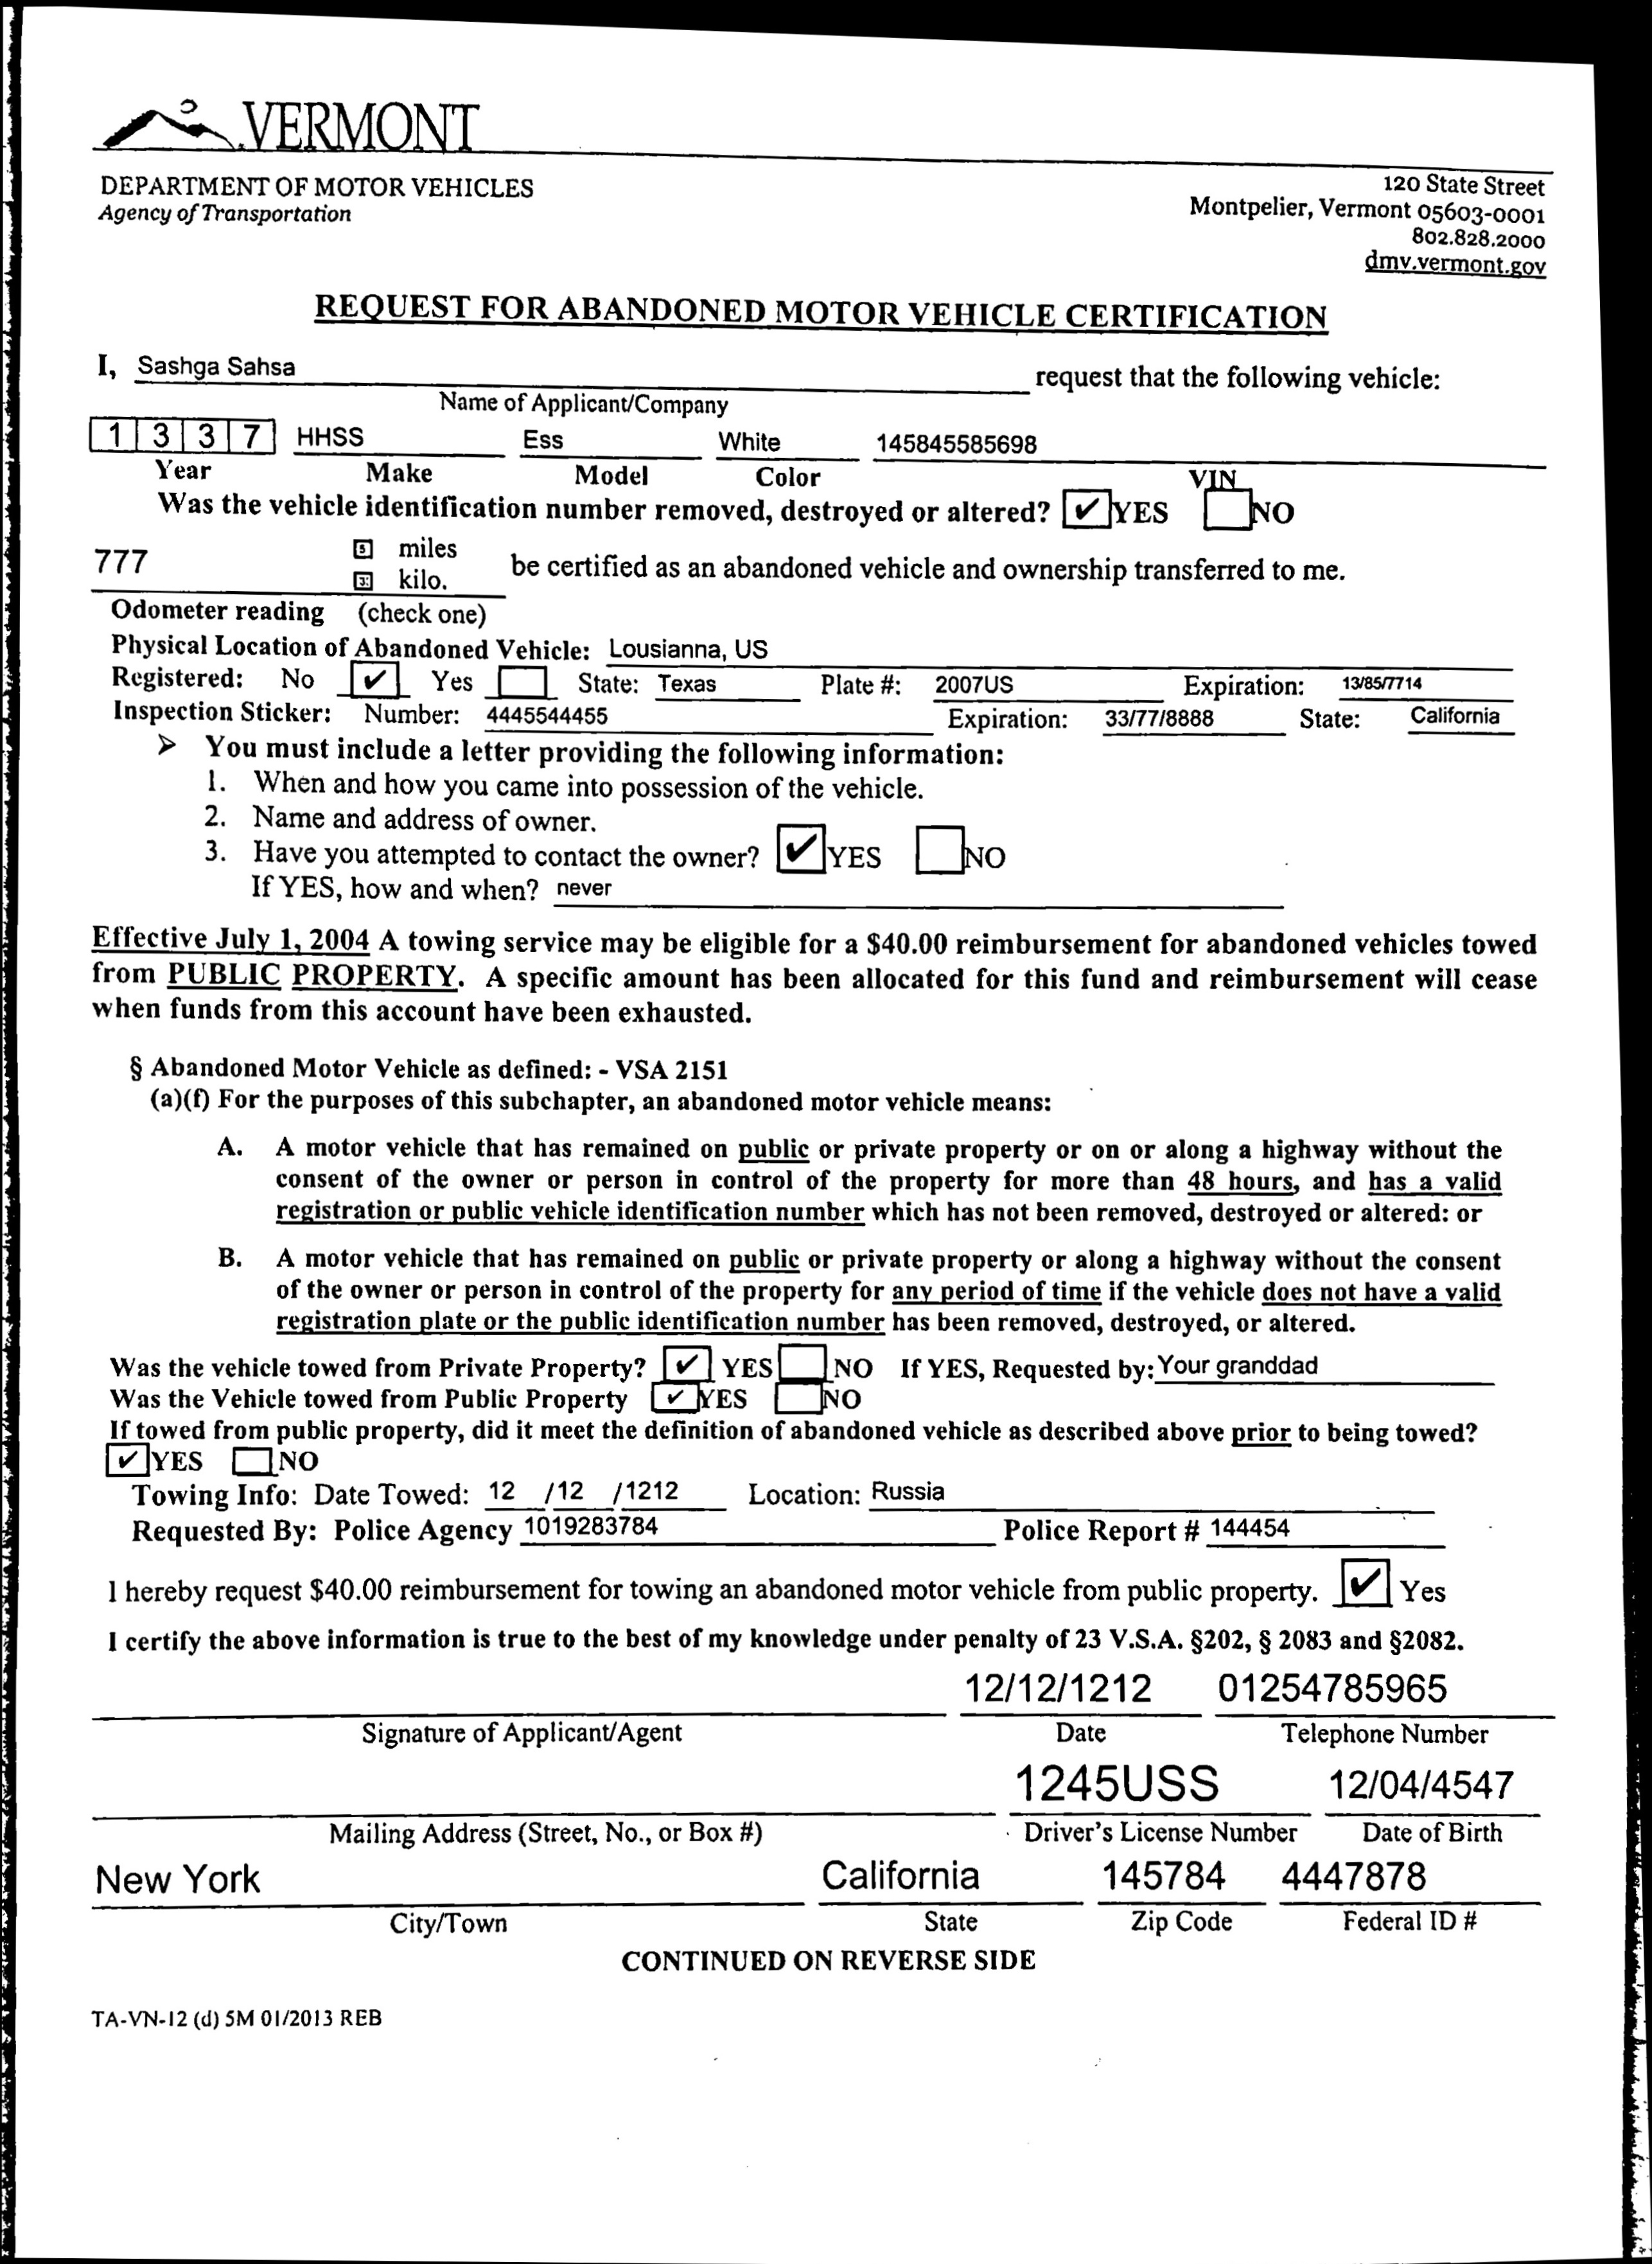 VERMONT
DEPARTMENT OF MOTOR VEHICLES
Agency of Transportation
120 State Street
Montpelier, Vermont 05603-0001
802.828.2000
dmv.vermont.gov
REQUEST FOR ABANDONED MOTOR VEHICLE CERTIFICATION
I, Sashga Sahsa request that the following vehicle:
Name of Applicant/Company
1 3 3 7 HHSS Ess White 145845585698
Year Make Model Color VIN
Was the vehicle identification number removed, destroyed or altered? ✔ YES NO
777 miles
kilo. be certified as an abandoned vehicle and ownership transferred to me.
Odometer reading (check one)
Physical Location of Abandoned Vehicle: Lousianna, US
Registered: No ✔ Yes State: Texas Plate #: 2007US Expiration: 13/85/7714
Inspection Sticker: Number: 4445544455 Expiration: 33/77/8888 State: California
➤ You must include a letter providing the following information:
1. When and how you came into possession of the vehicle.
2. Name and address of owner.
3. Have you attempted to contact the owner? ✔ YES NO
If YES, how and when? never
Effective July 1, 2004 A towing service may be eligible for a $40.00 reimbursement for abandoned vehicles towed
from PUBLIC PROPERTY. A specific amount has been allocated for this fund and reimbursement will cease
when funds from this account have been exhausted.
§ Abandoned Motor Vehicle as defined: - VSA 2151
(a)(f) For the purposes of this subchapter, an abandoned motor vehicle means:
A. A motor vehicle that has remained on public or private property or on or along a highway without the
consent of the owner or person in control of the property for more than 48 hours, and has a valid
registration or public vehicle identification number which has not been removed, destroyed or altered: or
B. A motor vehicle that has remained on public or private property or along a highway without the consent
of the owner or person in control of the property for any period of time if the vehicle does not have a valid
registration plate or the public identification number has been removed, destroyed, or altered.
Was the vehicle towed from Private Property? ✔ YES NO If YES, Requested by: Your granddad
Was the Vehicle towed from Public Property ✔ YES NO
If towed from public property, did it meet the definition of abandoned vehicle as described above prior to being towed?
✔ YES NO
Towing Info: Date Towed: 12 /12 /1212 Location: Russia
Requested By: Police Agency 1019283784 Police Report # 144454
I hereby request $40.00 reimbursement for towing an abandoned motor vehicle from public property. ✔ Yes
I certify the above information is true to the best of my knowledge under penalty of 23 V.S.A. §202, § 2083 and §2082.
12/12/1212 01254785965
Signature of Applicant/Agent Date Telephone Number
1245USS 12/04/4547
Mailing Address (Street, No., or Box #) Driver's License Number Date of Birth
New York California 145784 4447878
City/Town State Zip Code Federal ID #
CONTINUED ON REVERSE SIDE
TA-VN-12 (d) 5M 01/2013 REB